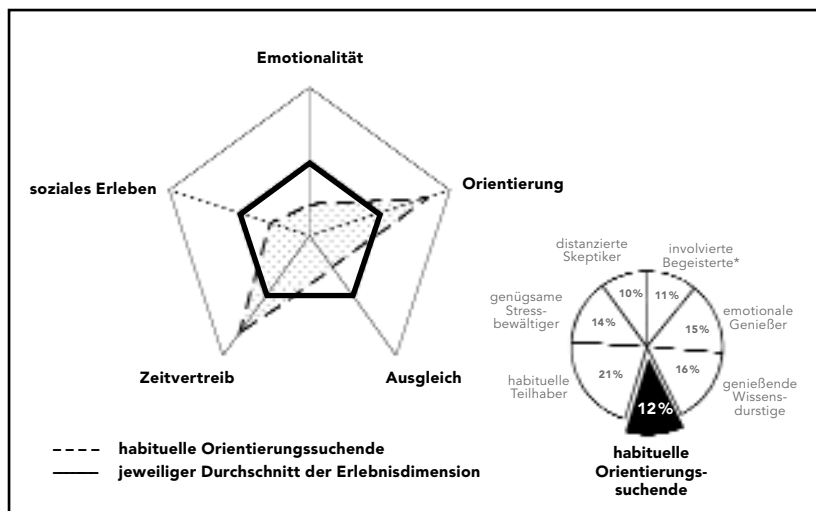 Emotionalität
soziales Erleben
Orientierung
Zeitvertreib
Ausgleich
habituelle Orientierungssuchende
jeweiliger Durchschnitt der Erlebnisdimension
distanzierte
Skeptiker
involvierte
Begeisterte*
genügsame
Stress-
bewältiger
emotionale
Genießer
habituelle
Teilhaber
genießende
Wissens-
durstige
10%
11%
14%
15%
21%
16%
12%
habituelle
Orientierungs-
suchende